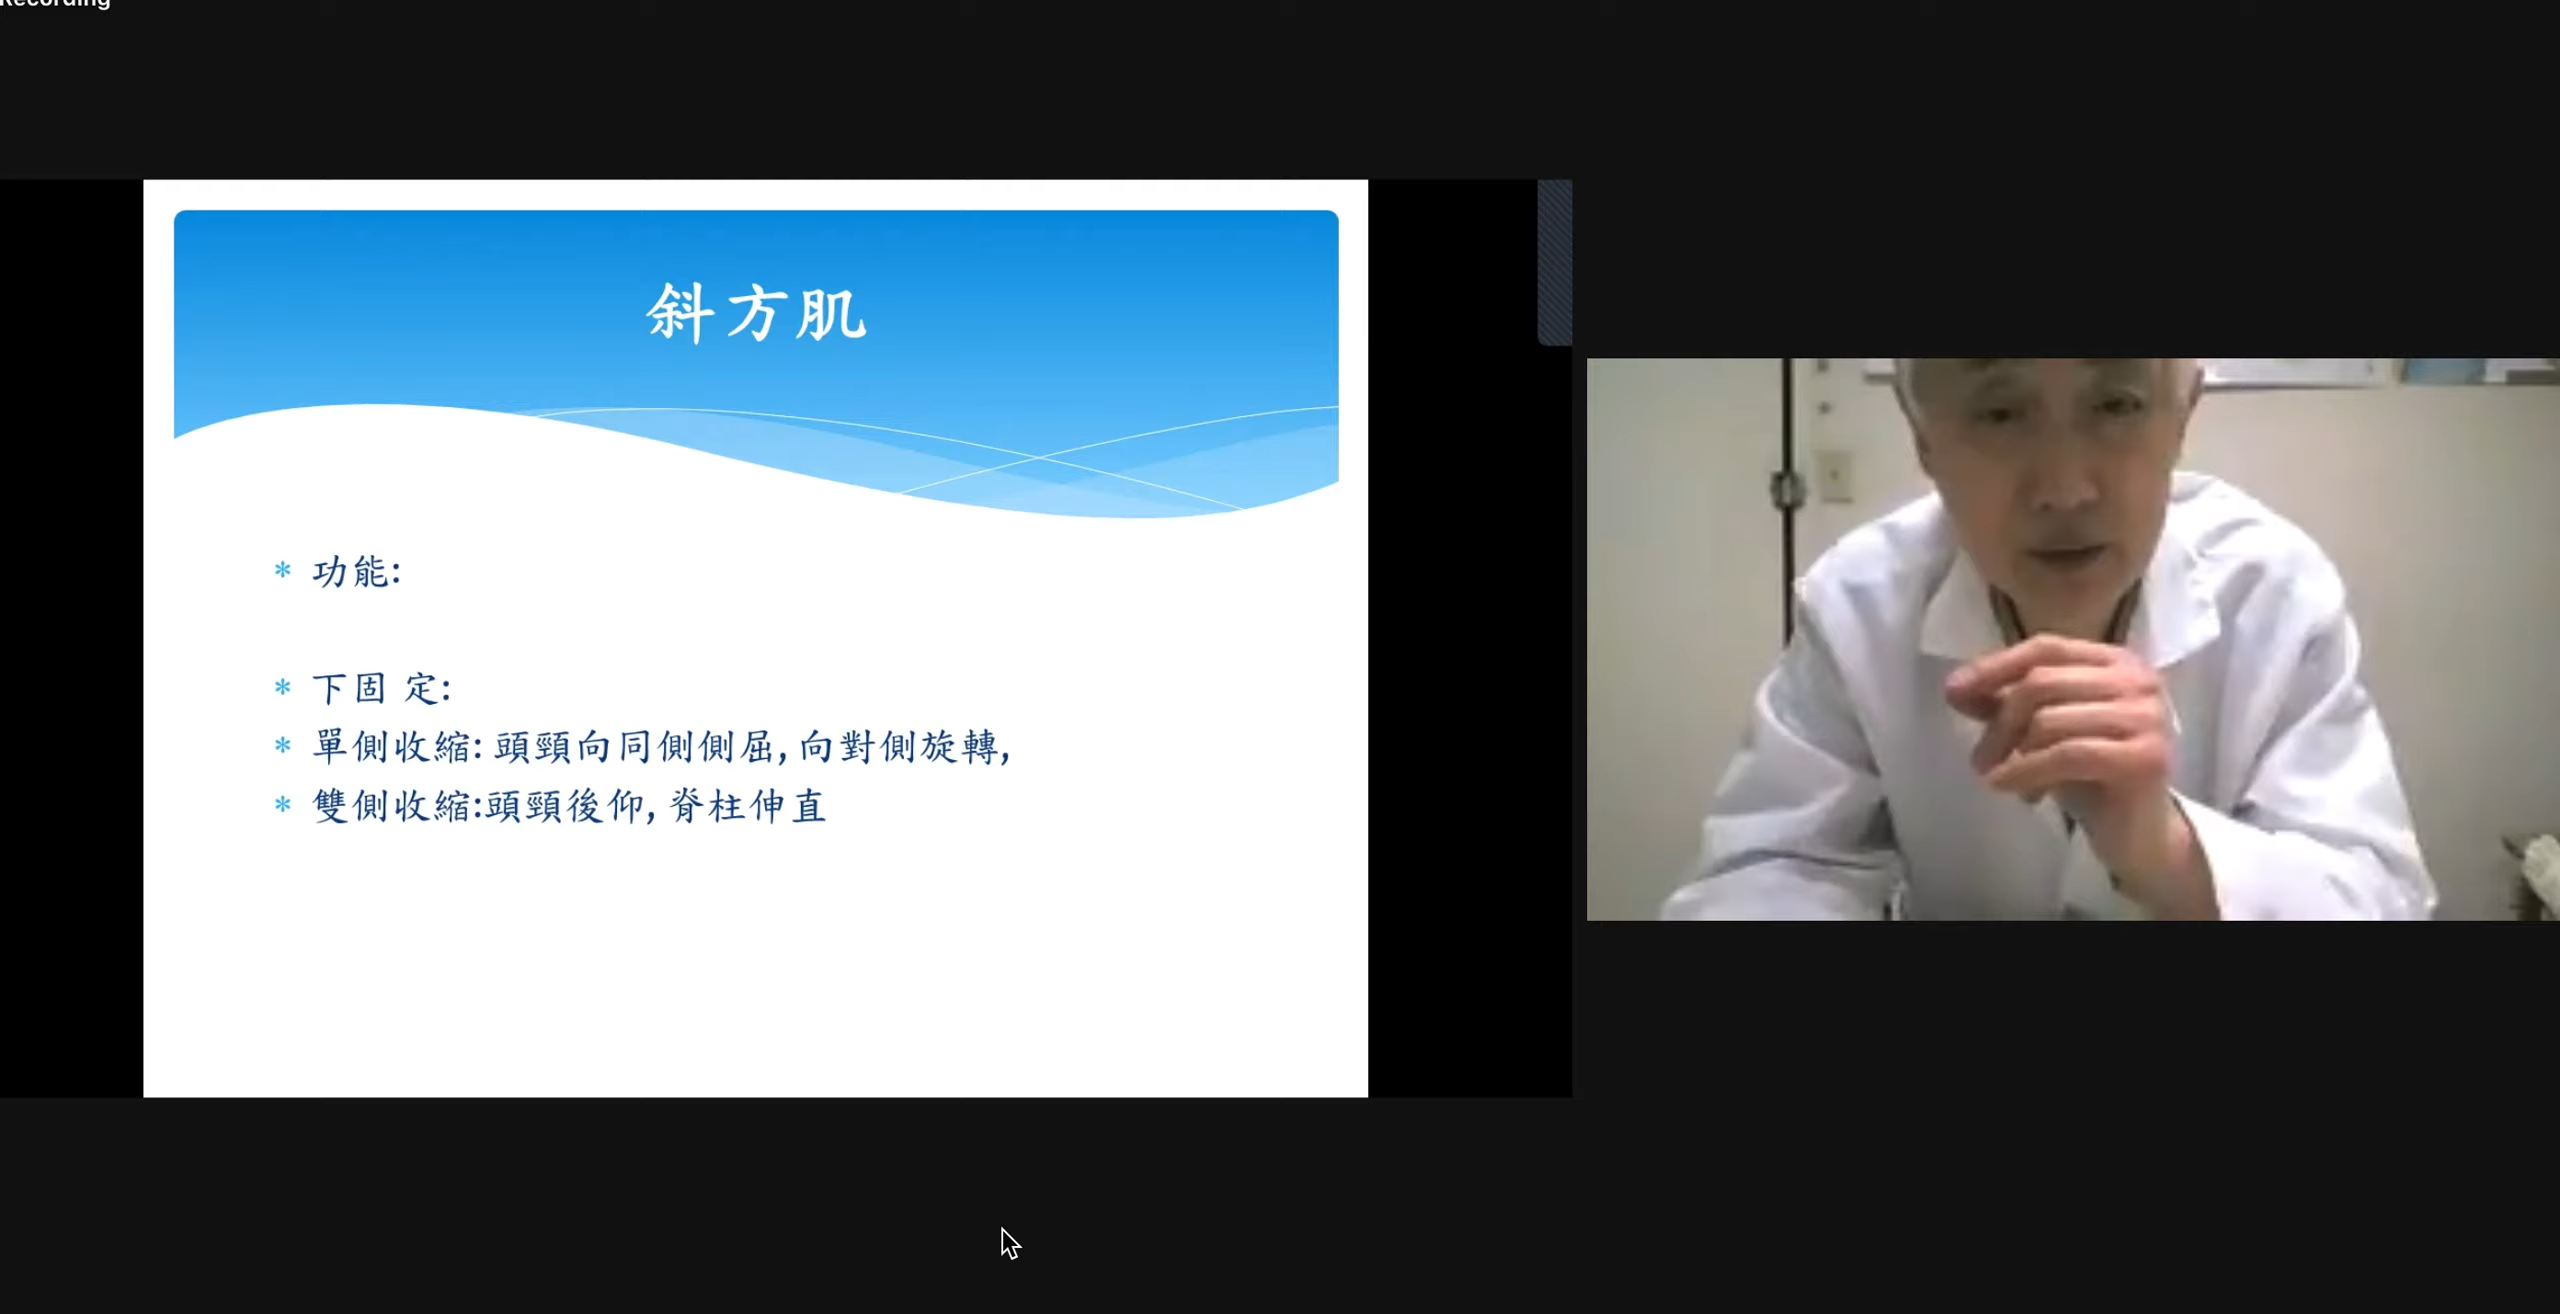 Recording
斜方肌
* 功能:
* 下固 定:
* 單側收縮: 頭頸向同側側屈, 向對側旋轉,
* 雙側收縮:頭頸後仰, 脊柱伸直